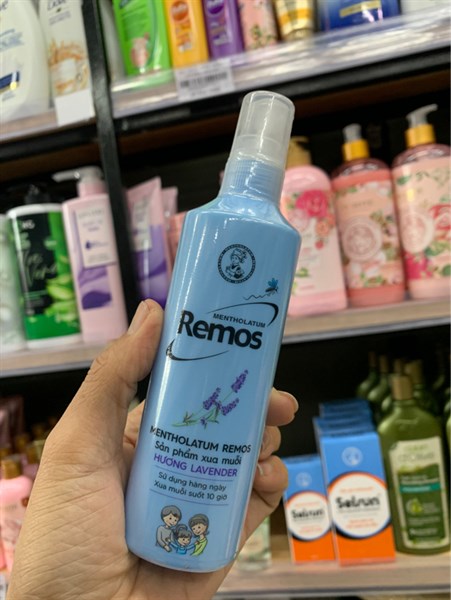 MENTHOLATUM
Remos
MENTHOLATUM REMOS
Sản phẩm xua muỗi
HƯƠNG LAVENDER
Sử dụng hàng ngày
Xua muỗi suốt 10 giờ
Selsun
Selsun